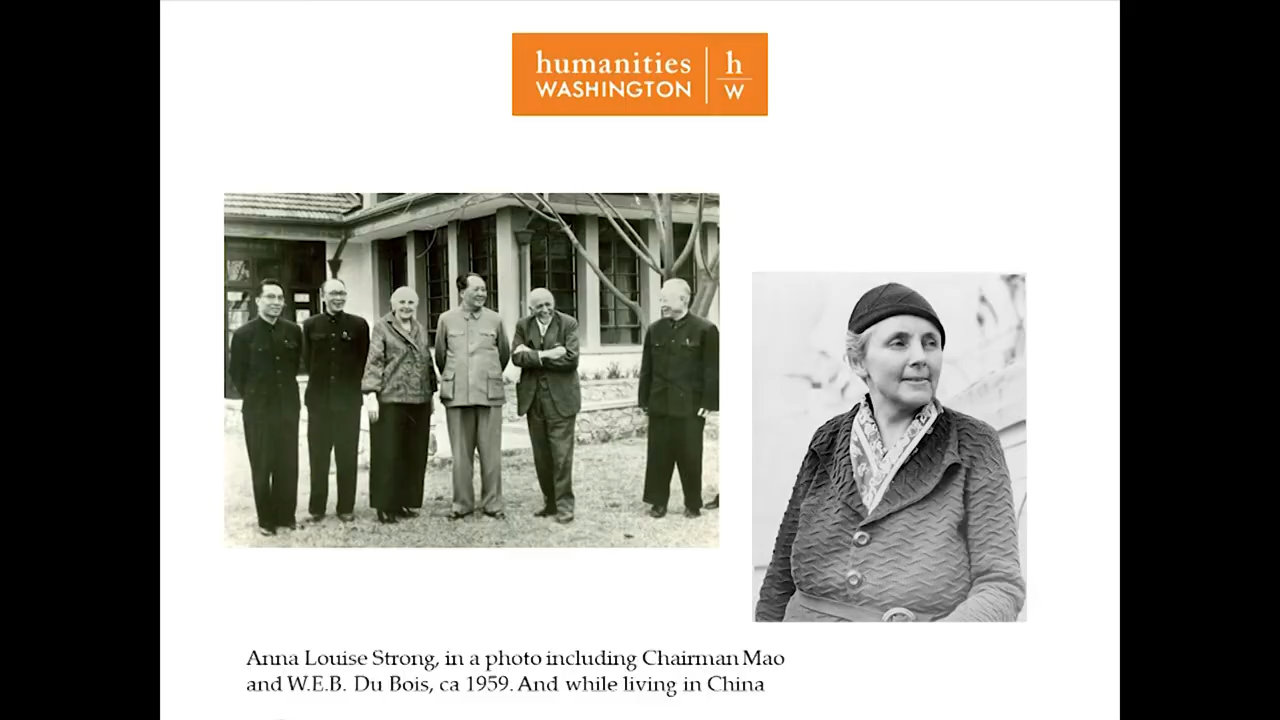 humanities h
WASHINGTON w
Anna Louise Strong, in a photo including Chairman Mao
and W.E.B. Du Bois, ca 1959. And while living in China